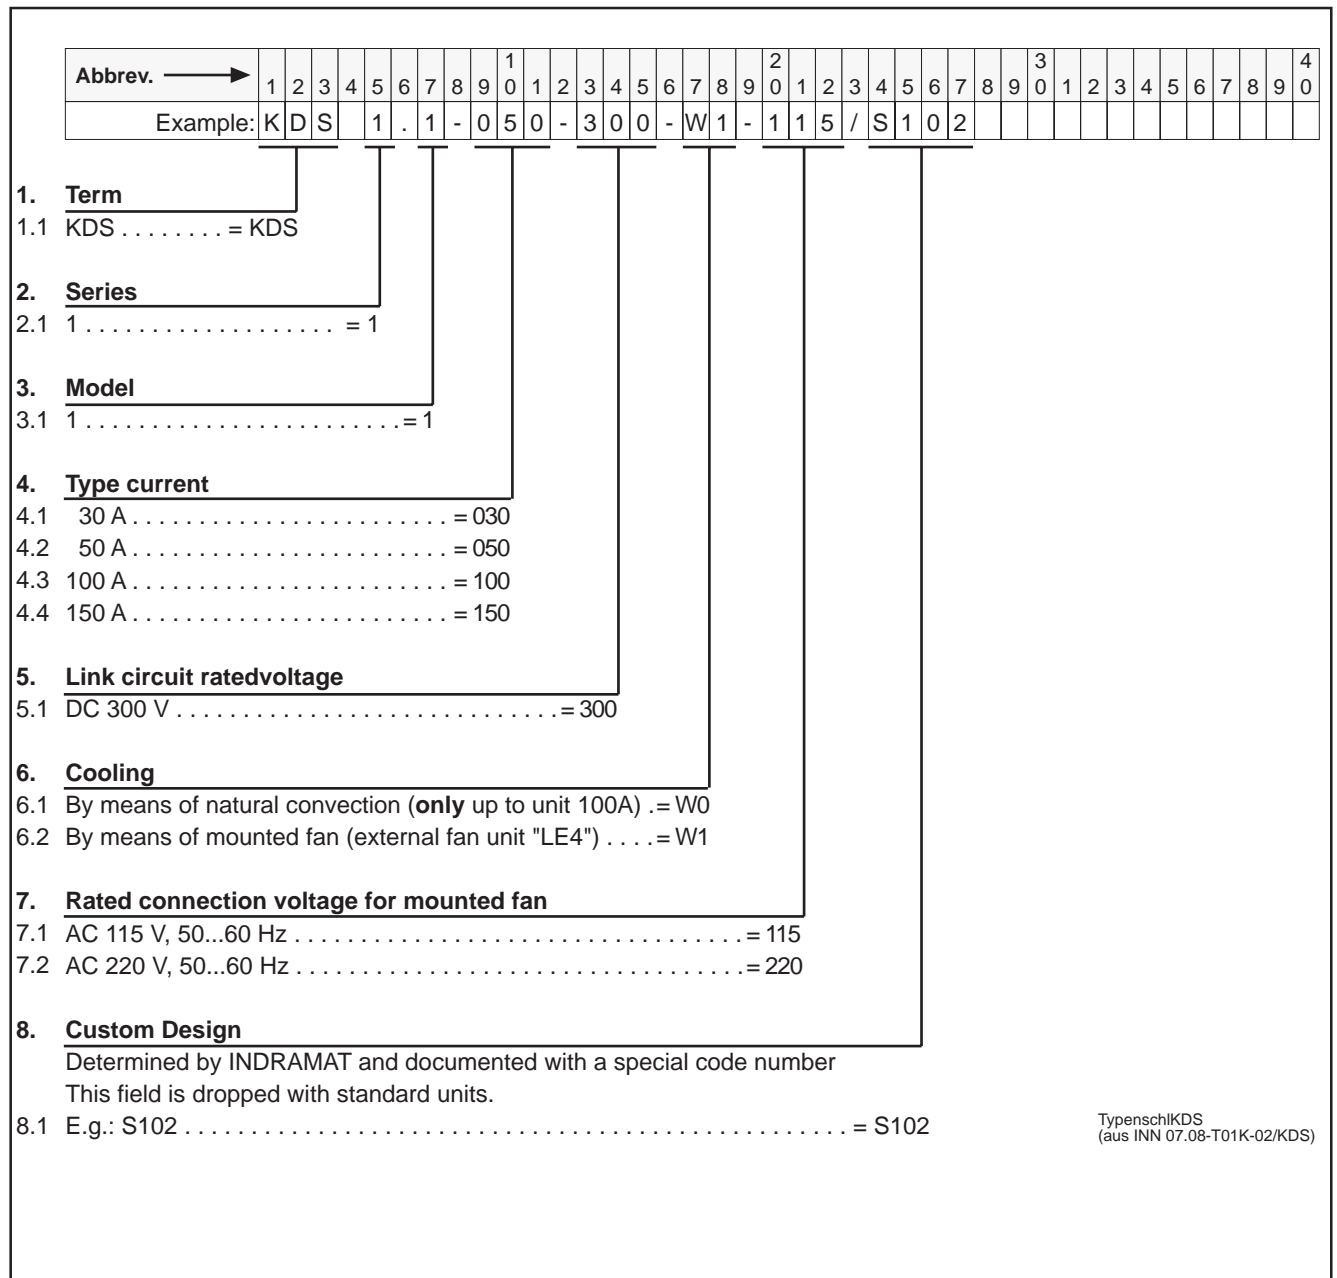 1 2 3 4
Abbrev. 1 2 3 4 5 6 7 8 9 0 1 2 3 4 5 6 7 8 9 0 1 2 3 4 5 6 7 8 9 0 1 2 3 4 5 6 7 8 9 0
Example: K D S 1 . 1 - 0 5 0 - 3 0 0 - W 1 - 1 1 5 / S 1 0 2
1. Term
1.1 KDS . . . . . . . . = KDS
2. Series
2.1 1 . . . . . . . . . . . . . . . . . . . = 1
3. Model
3.1 1 . . . . . . . . . . . . . . . . . . . . . . . . = 1
4. Type current
4.1 30 A . . . . . . . . . . . . . . . . . . . . . . . . = 030
4.2 50 A . . . . . . . . . . . . . . . . . . . . . . . . = 050
4.3 100 A . . . . . . . . . . . . . . . . . . . . . . . . = 100
4.4 150 A . . . . . . . . . . . . . . . . . . . . . . . . = 150
5. Link circuit ratedvoltage
5.1 DC 300 V . . . . . . . . . . . . . . . . . . . . . . . . . . . . . = 300
6. Cooling
6.1 By means of natural convection (only up to unit 100A) . = W0
6.2 By means of mounted fan (external fan unit "LE4") . . . . = W1
7. Rated connection voltage for mounted fan
7.1 AC 115 V, 50...60 Hz . . . . . . . . . . . . . . . . . . . . . . . . . . . . . . . . . . = 115
7.2 AC 220 V, 50...60 Hz . . . . . . . . . . . . . . . . . . . . . . . . . . . . . . . . . . = 220
8. Custom Design
Determined by INDRAMAT and documented with a special code number
This field is dropped with standard units.
8.1 E.g.: S102 . . . . . . . . . . . . . . . . . . . . . . . . . . . . . . . . . . . . . . . . . . . . . . . . . . = S102
TypenschlKDS
(aus INN 07.08-T01K-02/KDS)